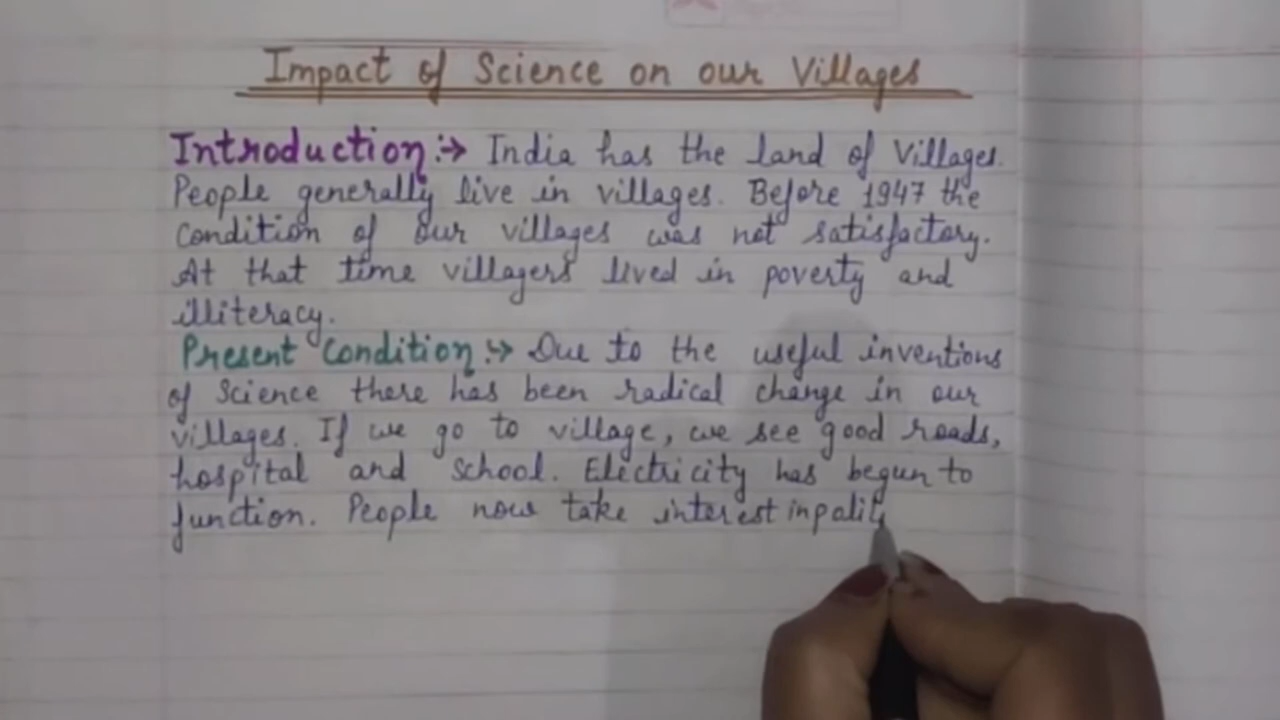 Impact of Science on our Villages
Introduction:→ India has the land of Villages.
People generally live in villages. Before 1947 the
Condition of our villages was not satisfactory.
At that time villagers lived in poverty and
illiteracy.
Present Condition:→ Due to the useful inventions
of Science there has been radical change in our
villages. If we go to village, we see good roads,
hospital and school. Electricity has begun to
function. People now take interest in